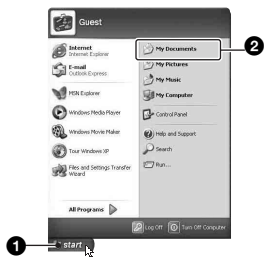 Guest
Internet
Internet Explorer
E-mail
Outlook Express
MSN Explorer
Windows Media Player
Windows Movie Maker
Tour Windows XP
Files and Settings Transfer
Wizard
All Programs
My Documents
My Pictures
My Music
My Computer
Control Panel
Help and Support
Search
Run...
Log Off
Turn Off Computer
start
1
2